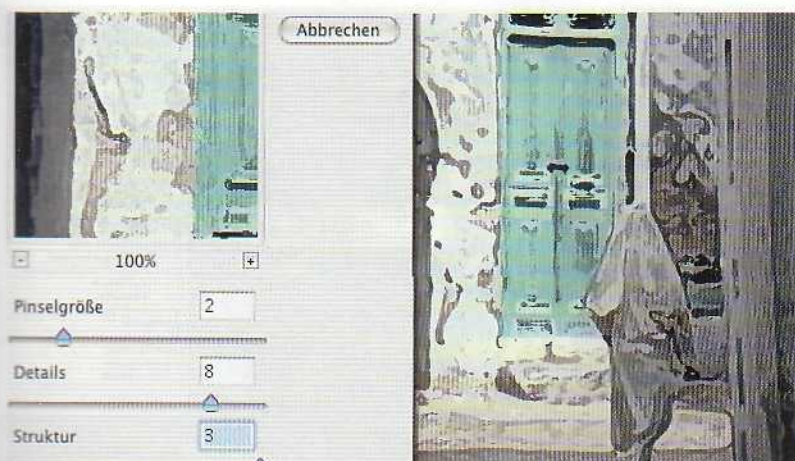 Abbrechen
- 100% +
Pinselgröße 2
Details 8
Struktur 3